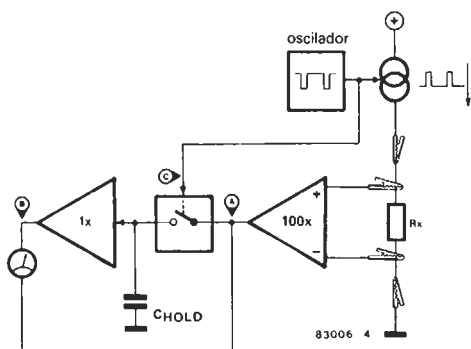 oscilador
+
C
B
A
+
1x
100x
Rx
−
CHOLD
83006 4